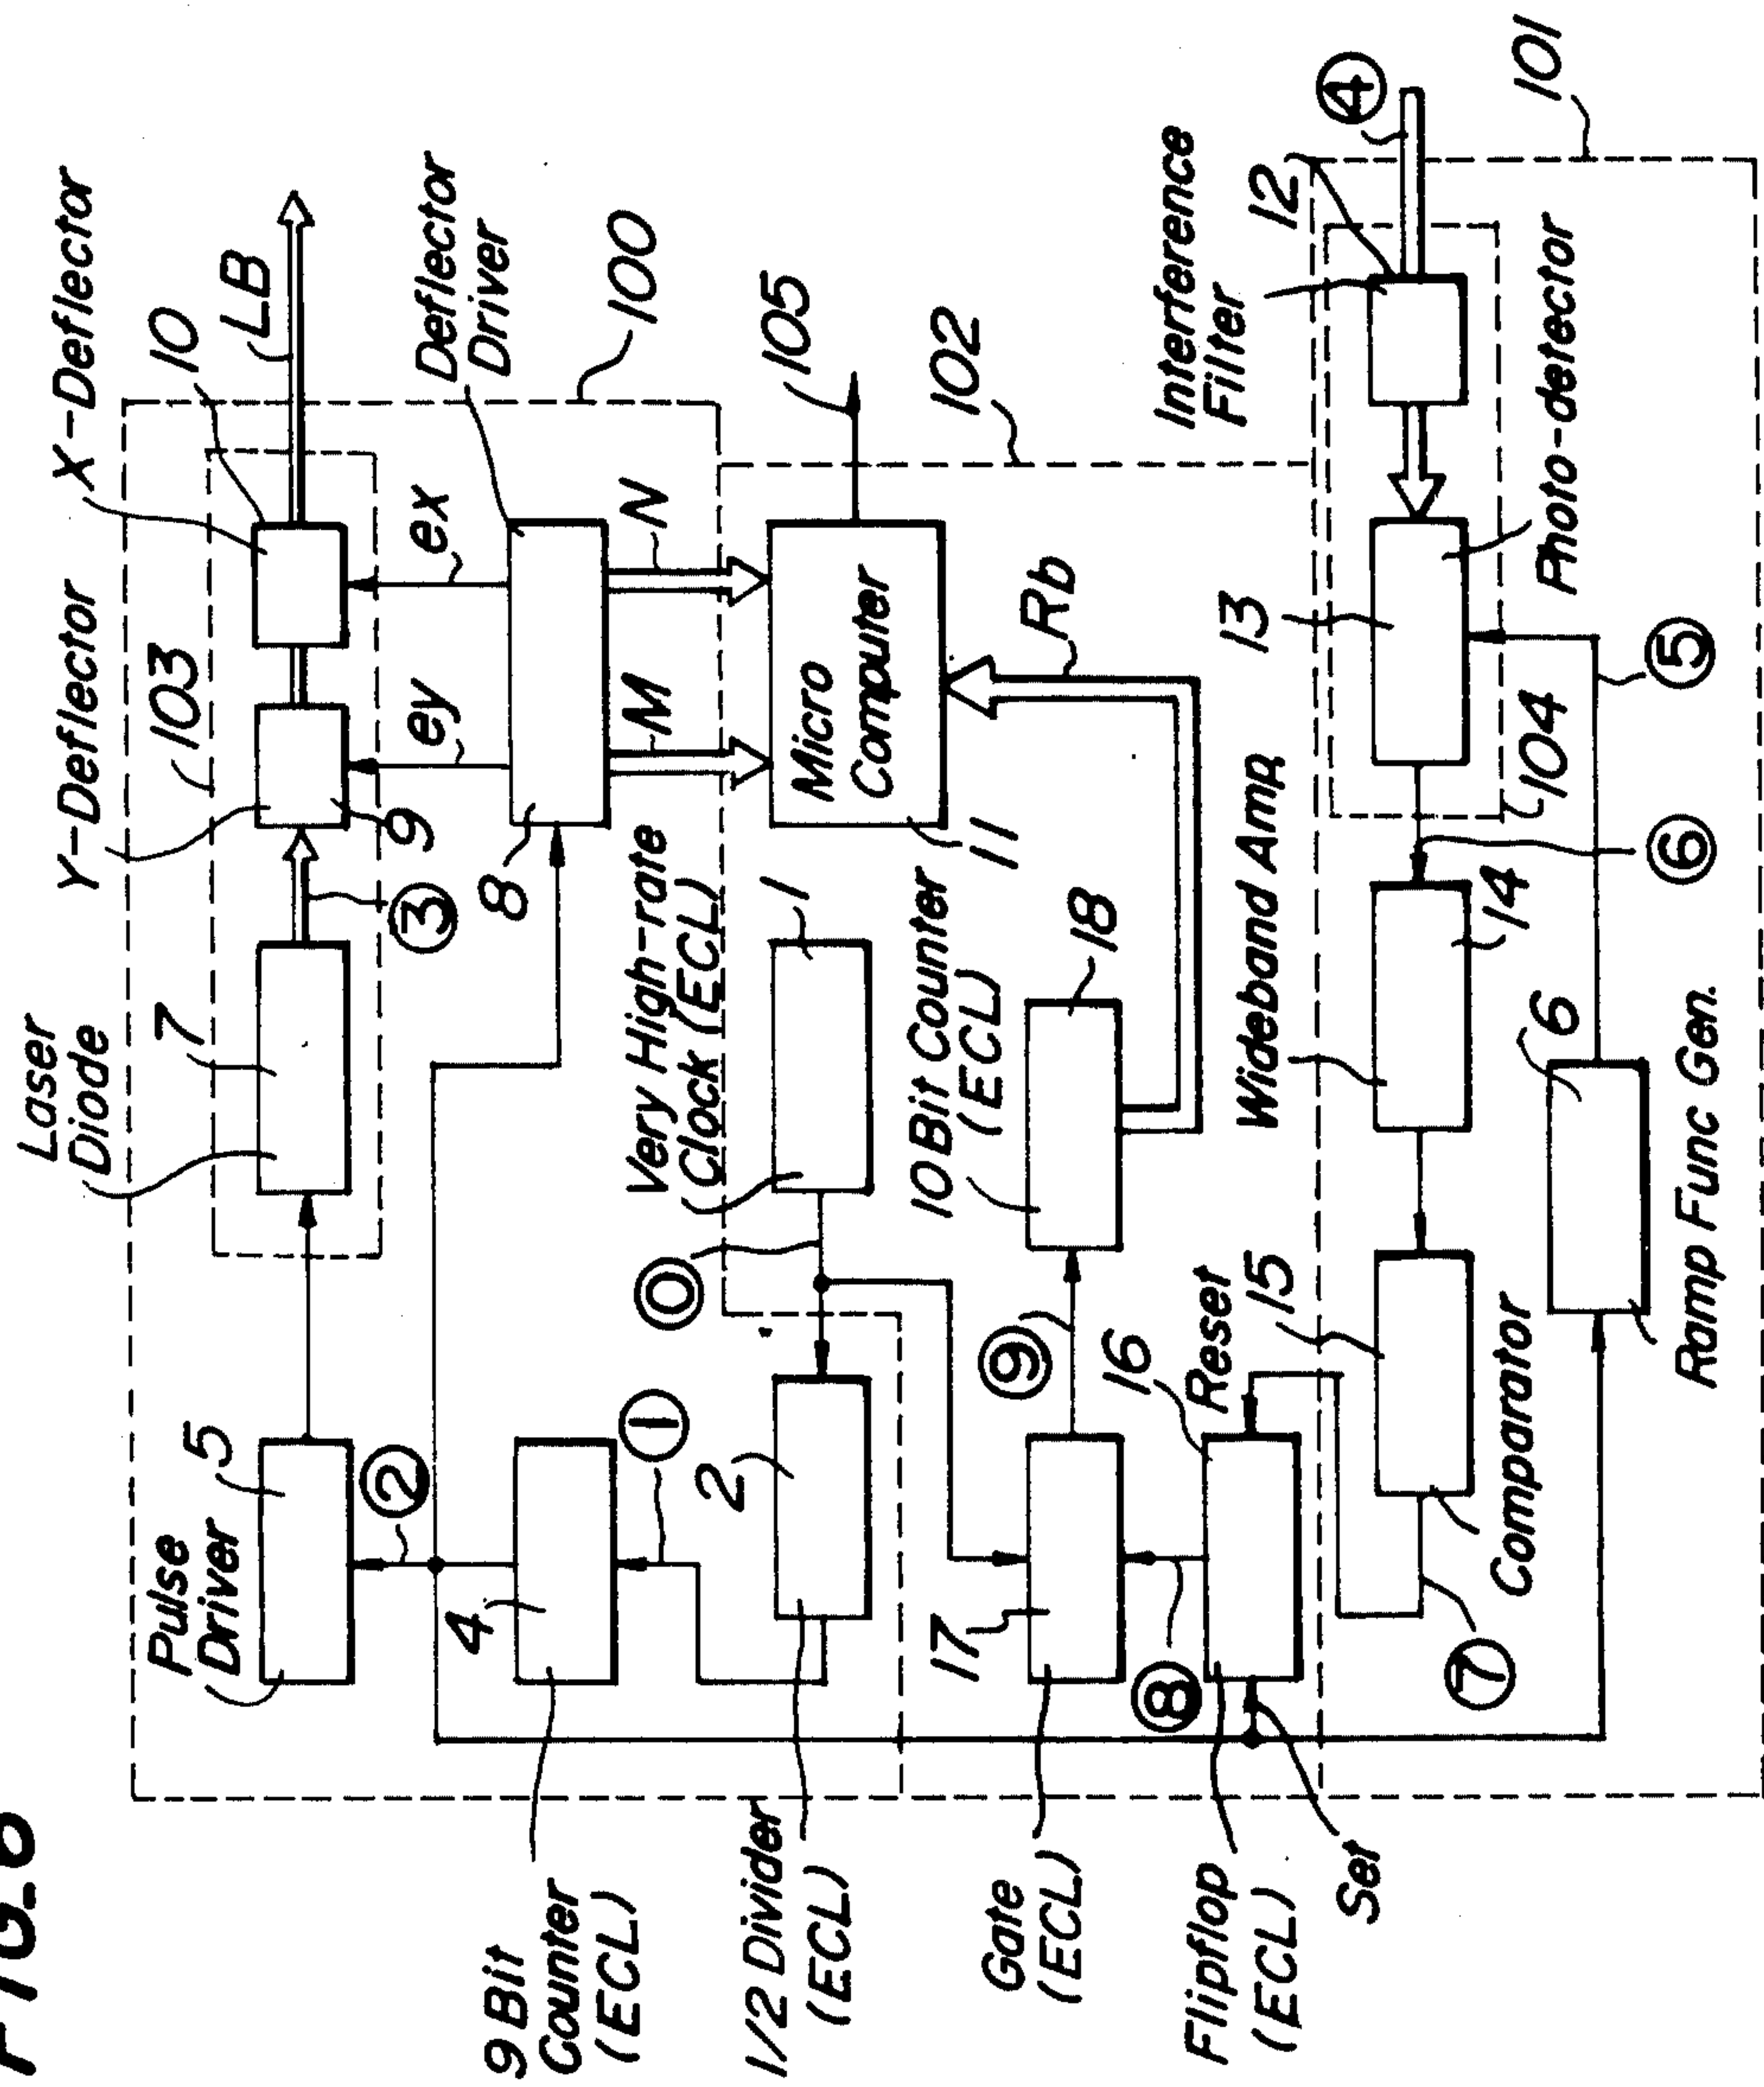 FIG_6
Laser
Diode
7
Y-Deflector
103
X-Deflector
10
LB
Pulse
Driver
5
②
③
9
ey
ex
Deflector
Driver
8
100
4
①
M
N
Very High-rate
Clock (ECL)
1
⓪
2
Micro
Computer
11
105
102
9 Bit
Counter
(ECL)
1/2 Divider
(ECL)
10 Bit Counter
(ECL)
18
Rb
17
⑨
16
Reset
⑧
Gate
(ECL)
Flipflop
(ECL)
Set
Interference
Filter
12
④
101
13
Wideband Amp.
15
14
104
Photo-detector
Comparator
⑦
⑥
⑤
6
Ramp Func Gen.